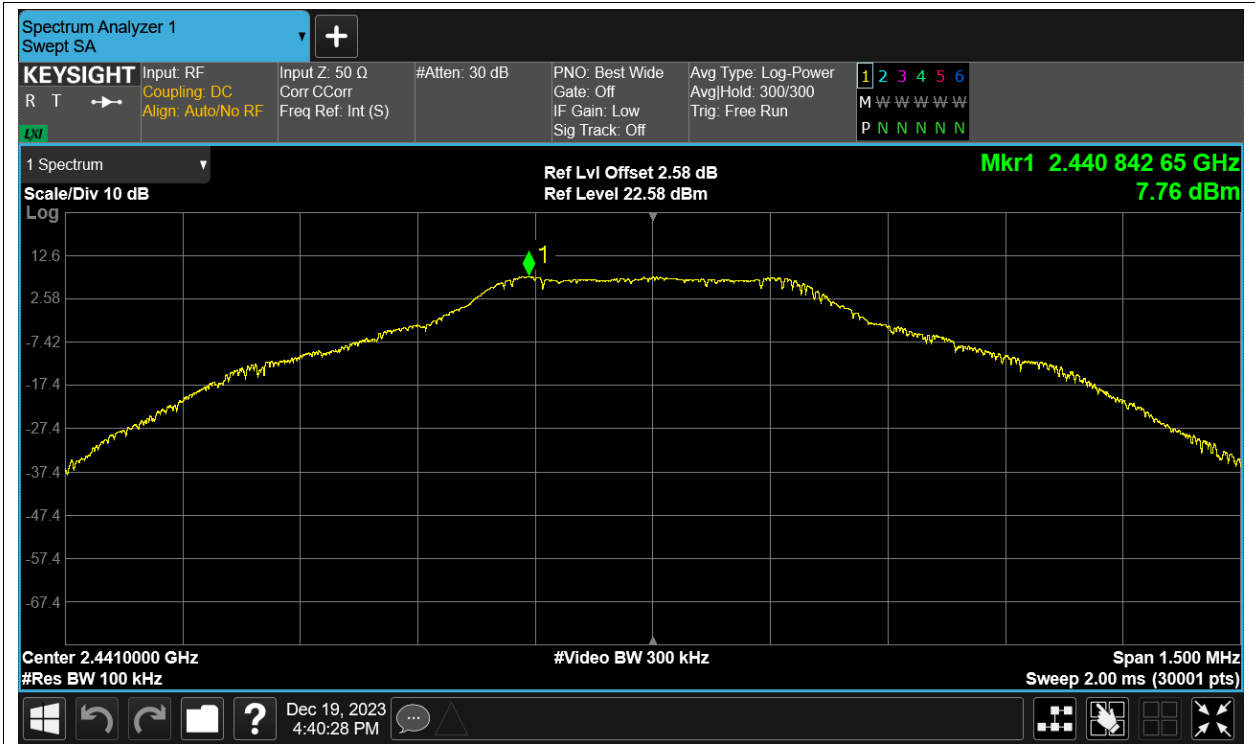 Spectrum Analyzer 1
Swept SA
KEYSIGHT
R T
LXI
Input: RF
Coupling: DC
Align: Auto/No RF
Input Z: 50 Ω
Corr CCorr
Freq Ref: Int (S)
#Atten: 30 dB
PNO: Best Wide
Gate: Off
IF Gain: Low
Sig Track: Off
Avg Type: Log-Power
Avg|Hold: 300/300
Trig: Free Run
1 2 3 4 5 6
M W W W W W
P N N N N N
1 Spectrum
Scale/Div 10 dB
Log
Ref Lvl Offset 2.58 dB
Ref Level 22.58 dBm
Mkr1 2.440 842 65 GHz
7.76 dBm
1
12.6
2.58
-7.42
-17.4
-27.4
-37.4
-47.4
-57.4
-67.4
Center 2.4410000 GHz
#Res BW 100 kHz
#Video BW 300 kHz
Span 1.500 MHz
Sweep 2.00 ms (30001 pts)
?
Dec 19, 2023
4:40:28 PM